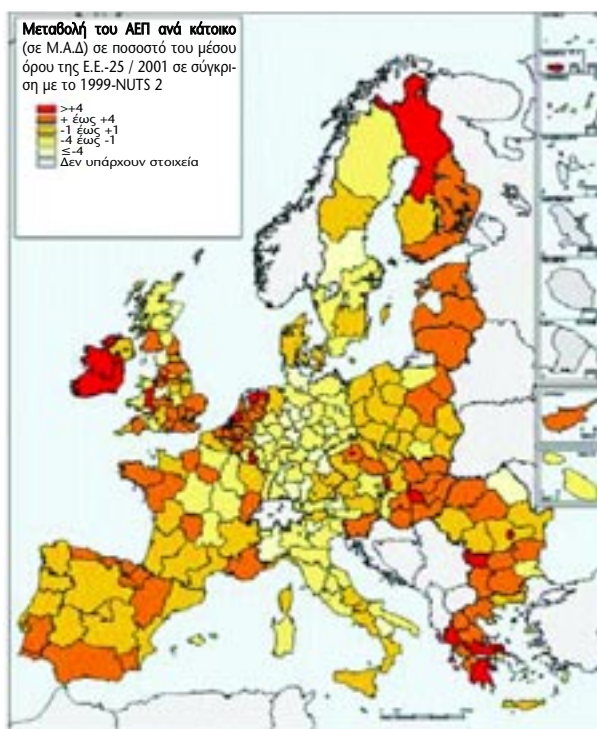 Μεταβολή του ΑΕΠ ανά κάτοικο
(σε Μ.Α.Δ) σε ποσοστό του μέσου
όρου της Ε.Ε.-25 / 2001 σε σύγκρι-
ση με το 1999-NUTS 2
>+4
+ έως +4
-1 έως +1
-4 έως -1
≤-4
Δεν υπάρχουν στοιχεία